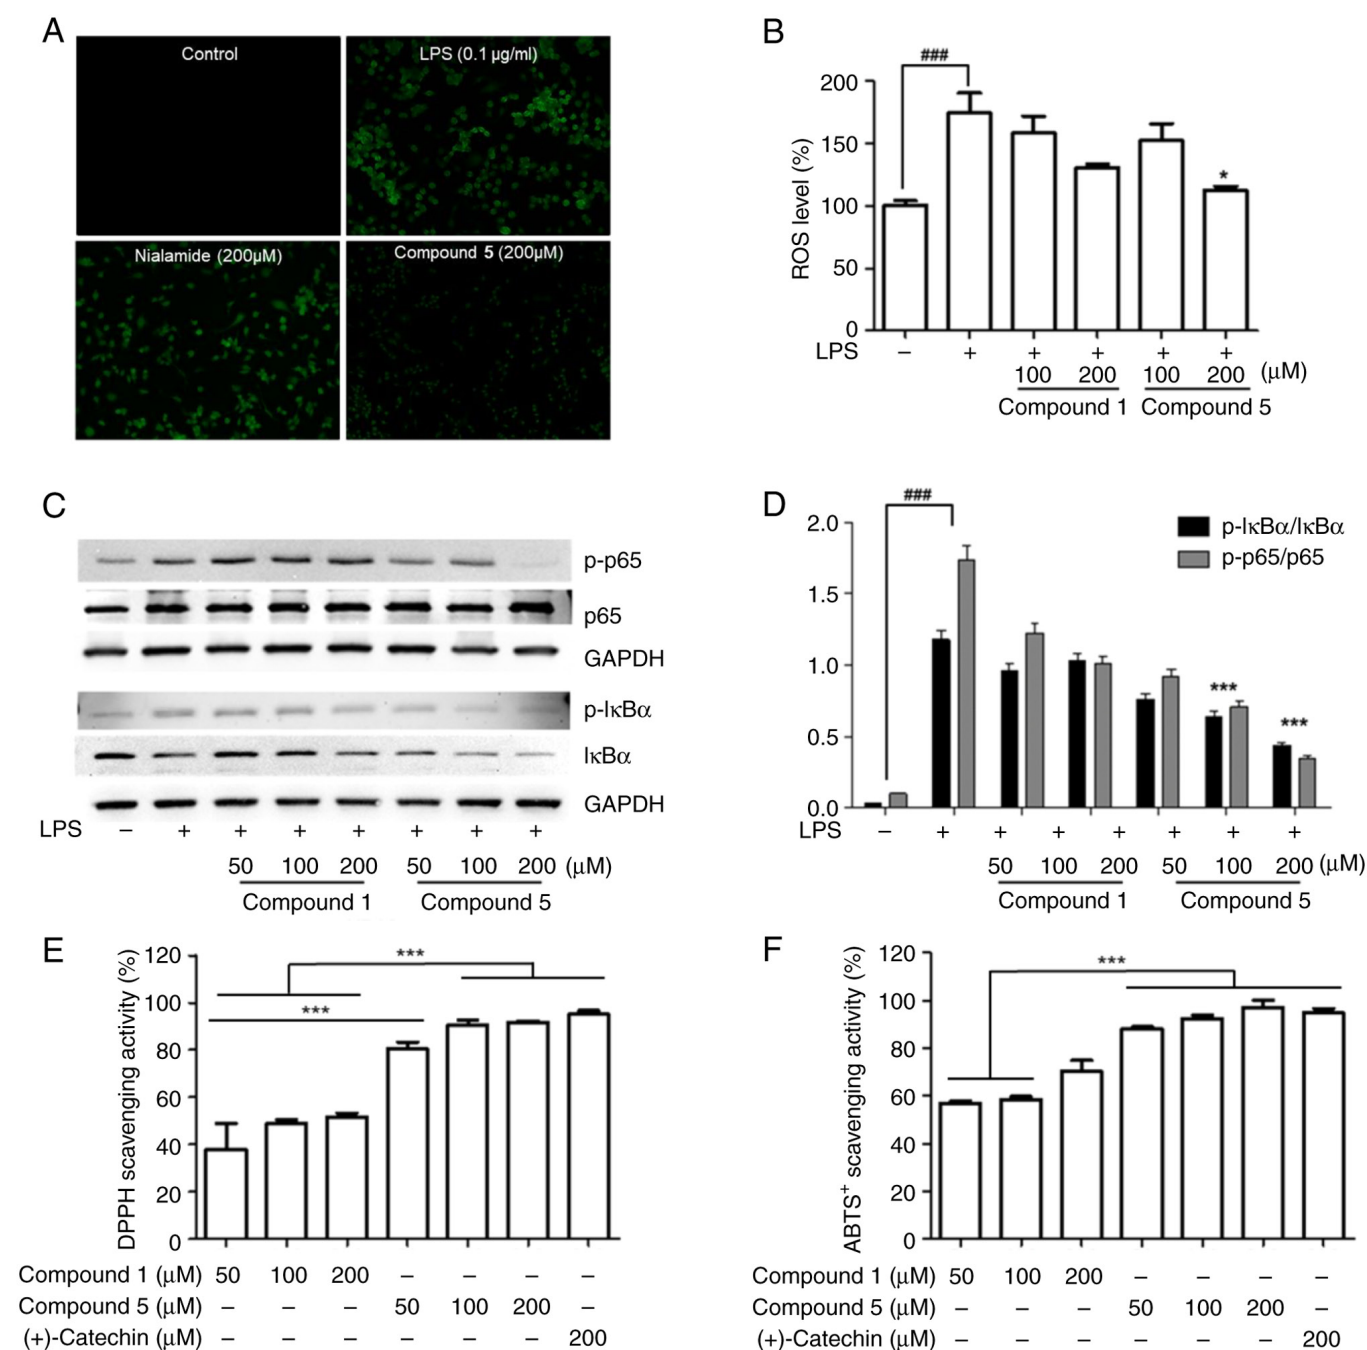 A
Control
LPS (0.1 µg/ml)
Nialamide (200µM)
Compound 5 (200µM)
B
###
200
150
100
50
0
ROS level (%)
*
LPS − + + + + +
100 200 100 200 (µM)
Compound 1 Compound 5
C
p-p65
p65
GAPDH
p-IκBα
IκBα
GAPDH
LPS − + + + + + + +
50 100 200 50 100 200 (µM)
Compound 1 Compound 5
D
###
2.0
1.5
1.0
0.5
0.0
p-IκBα/IκBα
p-p65/p65
***
***
LPS − + + + + + + +
50 100 200 50 100 200 (µM)
Compound 1 Compound 5
E
DPPH scavenging activity (%)
120
100
80
60
40
20
0
***
***
Compound 1 (µM) 50 100 200 − − − −
Compound 5 (µM) − − − 50 100 200 −
(+)-Catechin (µM) − − − − − − 200
F
ABTS⁺ scavenging activity (%)
120
100
80
60
40
20
0
***
Compound 1 (µM) 50 100 200 − − − −
Compound 5 (µM) − − − 50 100 200 −
(+)-Catechin (µM) − − − − − − 200